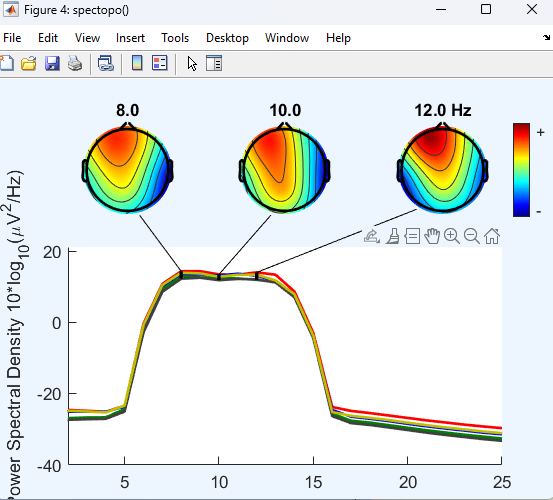 Figure 4: spectopo()
File Edit View Insert Tools Desktop Window Help
8.0 10.0 12.0 Hz
+
-
ower Spectral Density 10*log10(μV2/Hz)
20
0
-20
-40
5 10 15 20 25